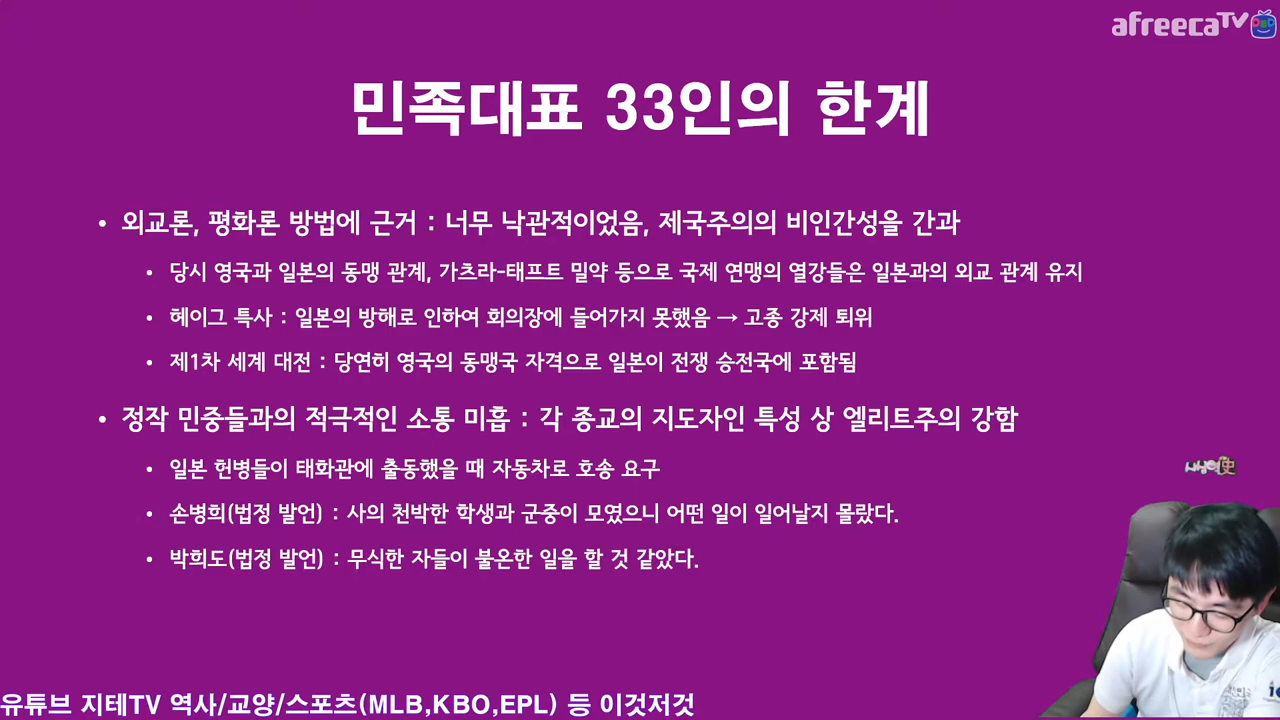 afreecaTV
민족대표 33인의 한계
• 외교론, 평화론 방법에 근거 : 너무 낙관적이었음, 제국주의의 비인간성을 간과
• 당시 영국과 일본의 동맹 관계, 가츠라-태프트 밀약 등으로 국제 연맹의 열강들은 일본과의 외교 관계 유지
• 헤이그 특사 : 일본의 방해로 인하여 회의장에 들어가지 못했음 → 고종 강제 퇴위
• 제1차 세계 대전 : 당연히 영국의 동맹국 자격으로 일본이 전쟁 승전국에 포함됨
• 정작 민중들과의 적극적인 소통 미흡 : 각 종교의 지도자인 특성 상 엘리트주의 강함
• 일본 헌병들이 태화관에 출동했을 때 자동차로 호송 요구
• 손병희(법정 발언) : 사의 천박한 학생과 군중이 모였으니 어떤 일이 일어날지 몰랐다.
• 박희도(법정 발언) : 무식한 자들이 불온한 일을 할 것 같았다.
유튜브 지테TV 역사/교양/스포츠(MLB,KBO,EPL) 등 이것저것